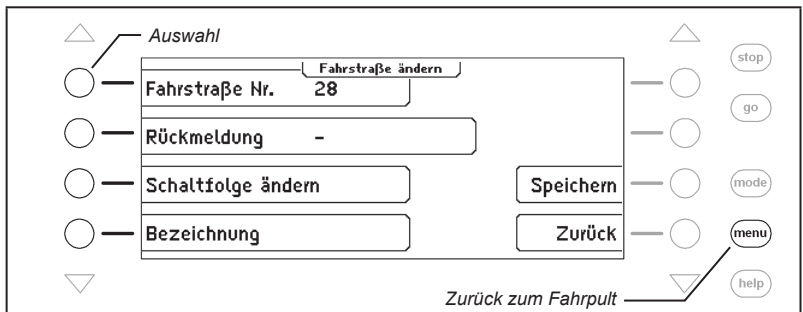 Auswahl
stop
Fahrstraße ändern
Fahrstraße Nr. 28
go
Rückmeldung -
Schaltfolge ändern
Speichern
mode
Bezeichnung
Zurück
menu
Zurück zum Fahrpult
help